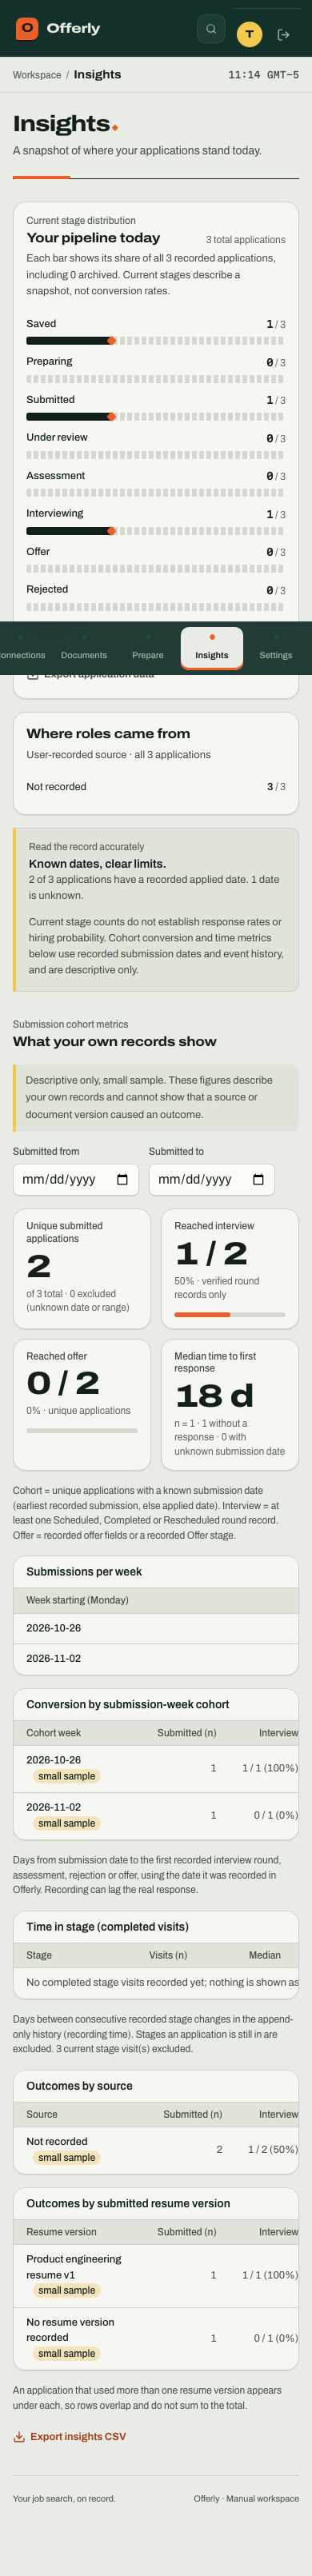 O Offerly
T
Workspace / Insights 11:14 GMT−5
Insights
A snapshot of where your applications stand today.
Current stage distribution
Your pipeline today 3 total applications
Each bar shows its share of all 3 recorded applications,
including 0 archived. Current stages describe a
snapshot, not conversion rates.
Saved 1 / 3
Preparing 0 / 3
Submitted 1 / 3
Under review 0 / 3
Assessment 0 / 3
Interviewing 1 / 3
Offer 0 / 3
Rejected 0 / 3
onnections Documents Prepare Insights Settings
Export application data
Where roles came from
User-recorded source · all 3 applications
Not recorded 3 / 3
Read the record accurately
Known dates, clear limits.
2 of 3 applications have a recorded applied date. 1 date
is unknown.
Current stage counts do not establish response rates or
hiring probability. Cohort conversion and time metrics
below use recorded submission dates and event history,
and are descriptive only.
Submission cohort metrics
What your own records show
Descriptive only, small sample. These figures describe
your own records and cannot show that a source or
document version caused an outcome.
Submitted from Submitted to
mm/dd/yyyy mm/dd/yyyy
Unique submitted
applications
2
of 3 total · 0 excluded
(unknown date or range)
Reached interview
1 / 2
50% · verified round
records only
Reached offer
0 / 2
0% · unique applications
Median time to first
response
18 d
n = 1 · 1 without a
response · 0 with
unknown submission date
Cohort = unique applications with a known submission date
(earliest recorded submission, else applied date). Interview = at
least one Scheduled, Completed or Rescheduled round record.
Offer = recorded offer fields or a recorded Offer stage.
Submissions per week
Week starting (Monday)
2026-10-26
2026-11-02
Conversion by submission-week cohort
Cohort week Submitted (n) Interview
2026-10-26
small sample 1 1 / 1 (100%)
2026-11-02
small sample 1 0 / 1 (0%)
Days from submission date to the first recorded interview round,
assessment, rejection or offer, using the date it was recorded in
Offerly. Recording can lag the real response.
Time in stage (completed visits)
Stage Visits (n) Median
No completed stage visits recorded yet; nothing is shown as
Days between consecutive recorded stage changes in the append-
only history (recording time). Stages an application is still in are
excluded. 3 current stage visit(s) excluded.
Outcomes by source
Source Submitted (n) Interview
Not recorded
small sample 2 1 / 2 (50%)
Outcomes by submitted resume version
Resume version Submitted (n) Interview
Product engineering
resume v1 1 1 / 1 (100%)
small sample
No resume version
recorded 1 0 / 1 (0%)
small sample
An application that used more than one resume version appears
under each, so rows overlap and do not sum to the total.
Export insights CSV
Your job search, on record. Offerly · Manual workspace